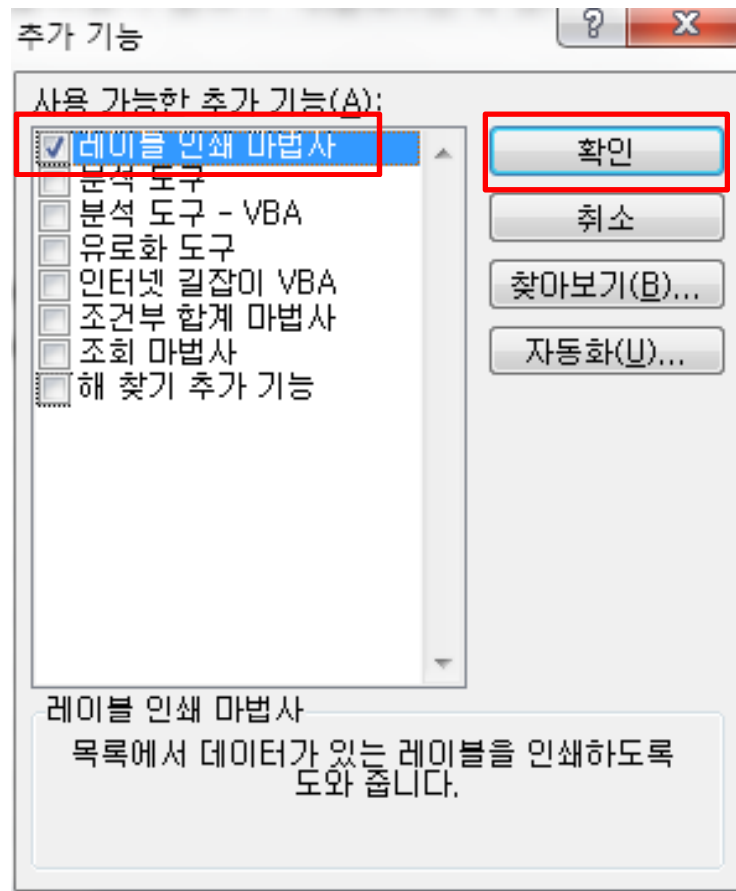 추가 기능
?
X
사용 가능한 추가 기능(A):
레이블 인쇄 마법사
분석 도구
분석 도구 - VBA
유로화 도구
인터넷 길잡이 VBA
조건부 합계 마법사
조회 마법사
해 찾기 추가 기능
확인
취소
찾아보기(B)...
자동화(U)...
레이블 인쇄 마법사
목록에서 데이터가 있는 레이블을 인쇄하도록
도와 줍니다.